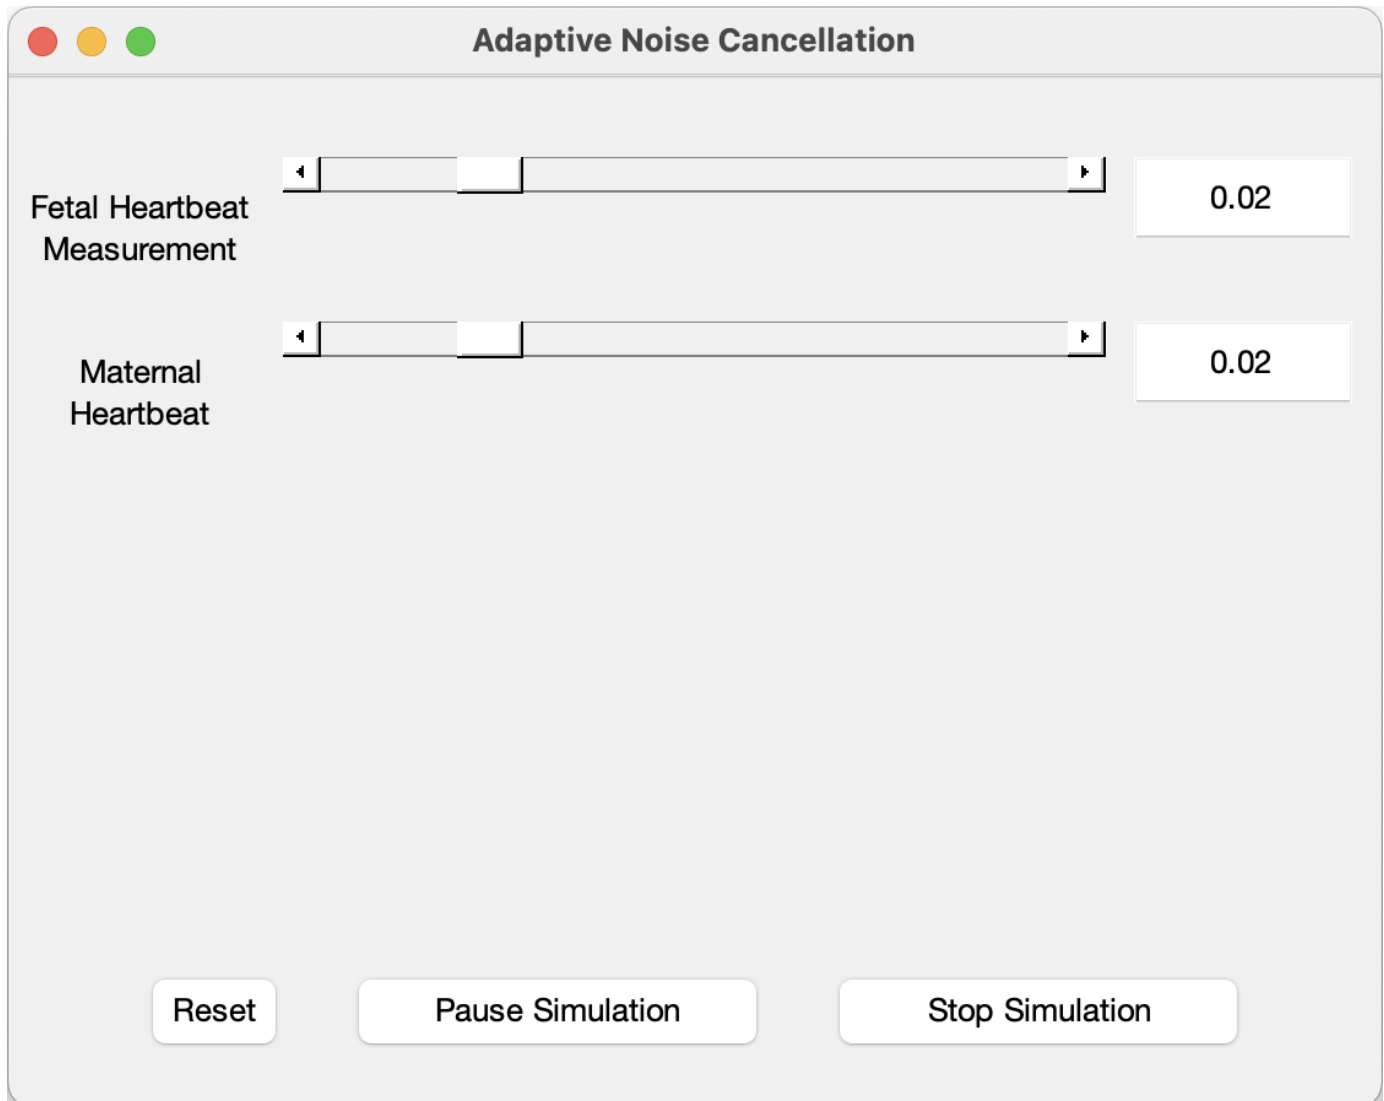 Adaptive Noise Cancellation
Fetal Heartbeat
Measurement
0.02
Maternal
Heartbeat
0.02
Reset
Pause Simulation
Stop Simulation